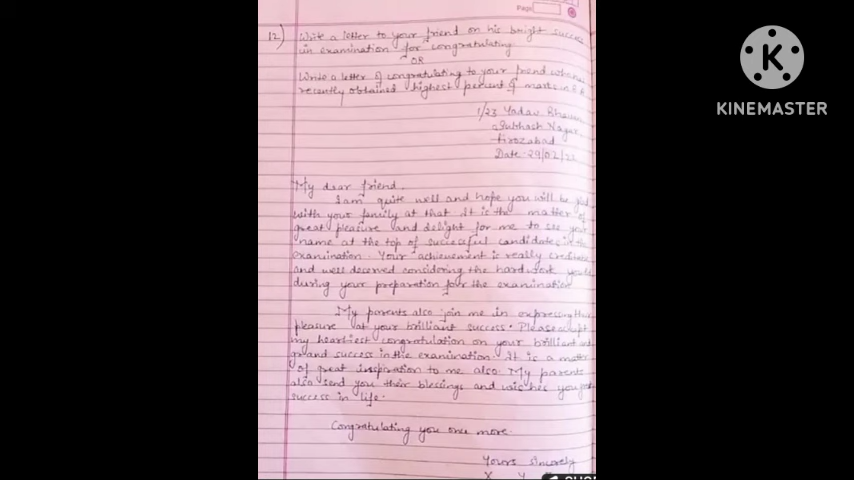 Page
12) Write a letter to your friend on his bright success
in examination for congratulating
OR
Write a letter of congratulating to your friend who has
recently obtained highest percent of marks in B.A
1/23 Yadav Bhawan
Subhash Nagar
Firozabad
Date - 29/02/22
My dear friend,
I am quite well and hope you will be glad
with your family at that. It is the matter of
great pleasure and delight for me to see your
name at the top of successful candidates in the
examination. Your achievement is really creditable
and well deserved considering the hard work you
during your preparation for the examination
My parents also join me in expressing their
pleasure at your brilliant success. Please accept
my heartiest congratulation on your brilliant and
grand success in the examination. It is a matter
of great inspiration to me also. My parents
also send you their blessings and wishes you
success in life.
Congratulating you once more.
Yours sincerely
X Y
KINEMASTER